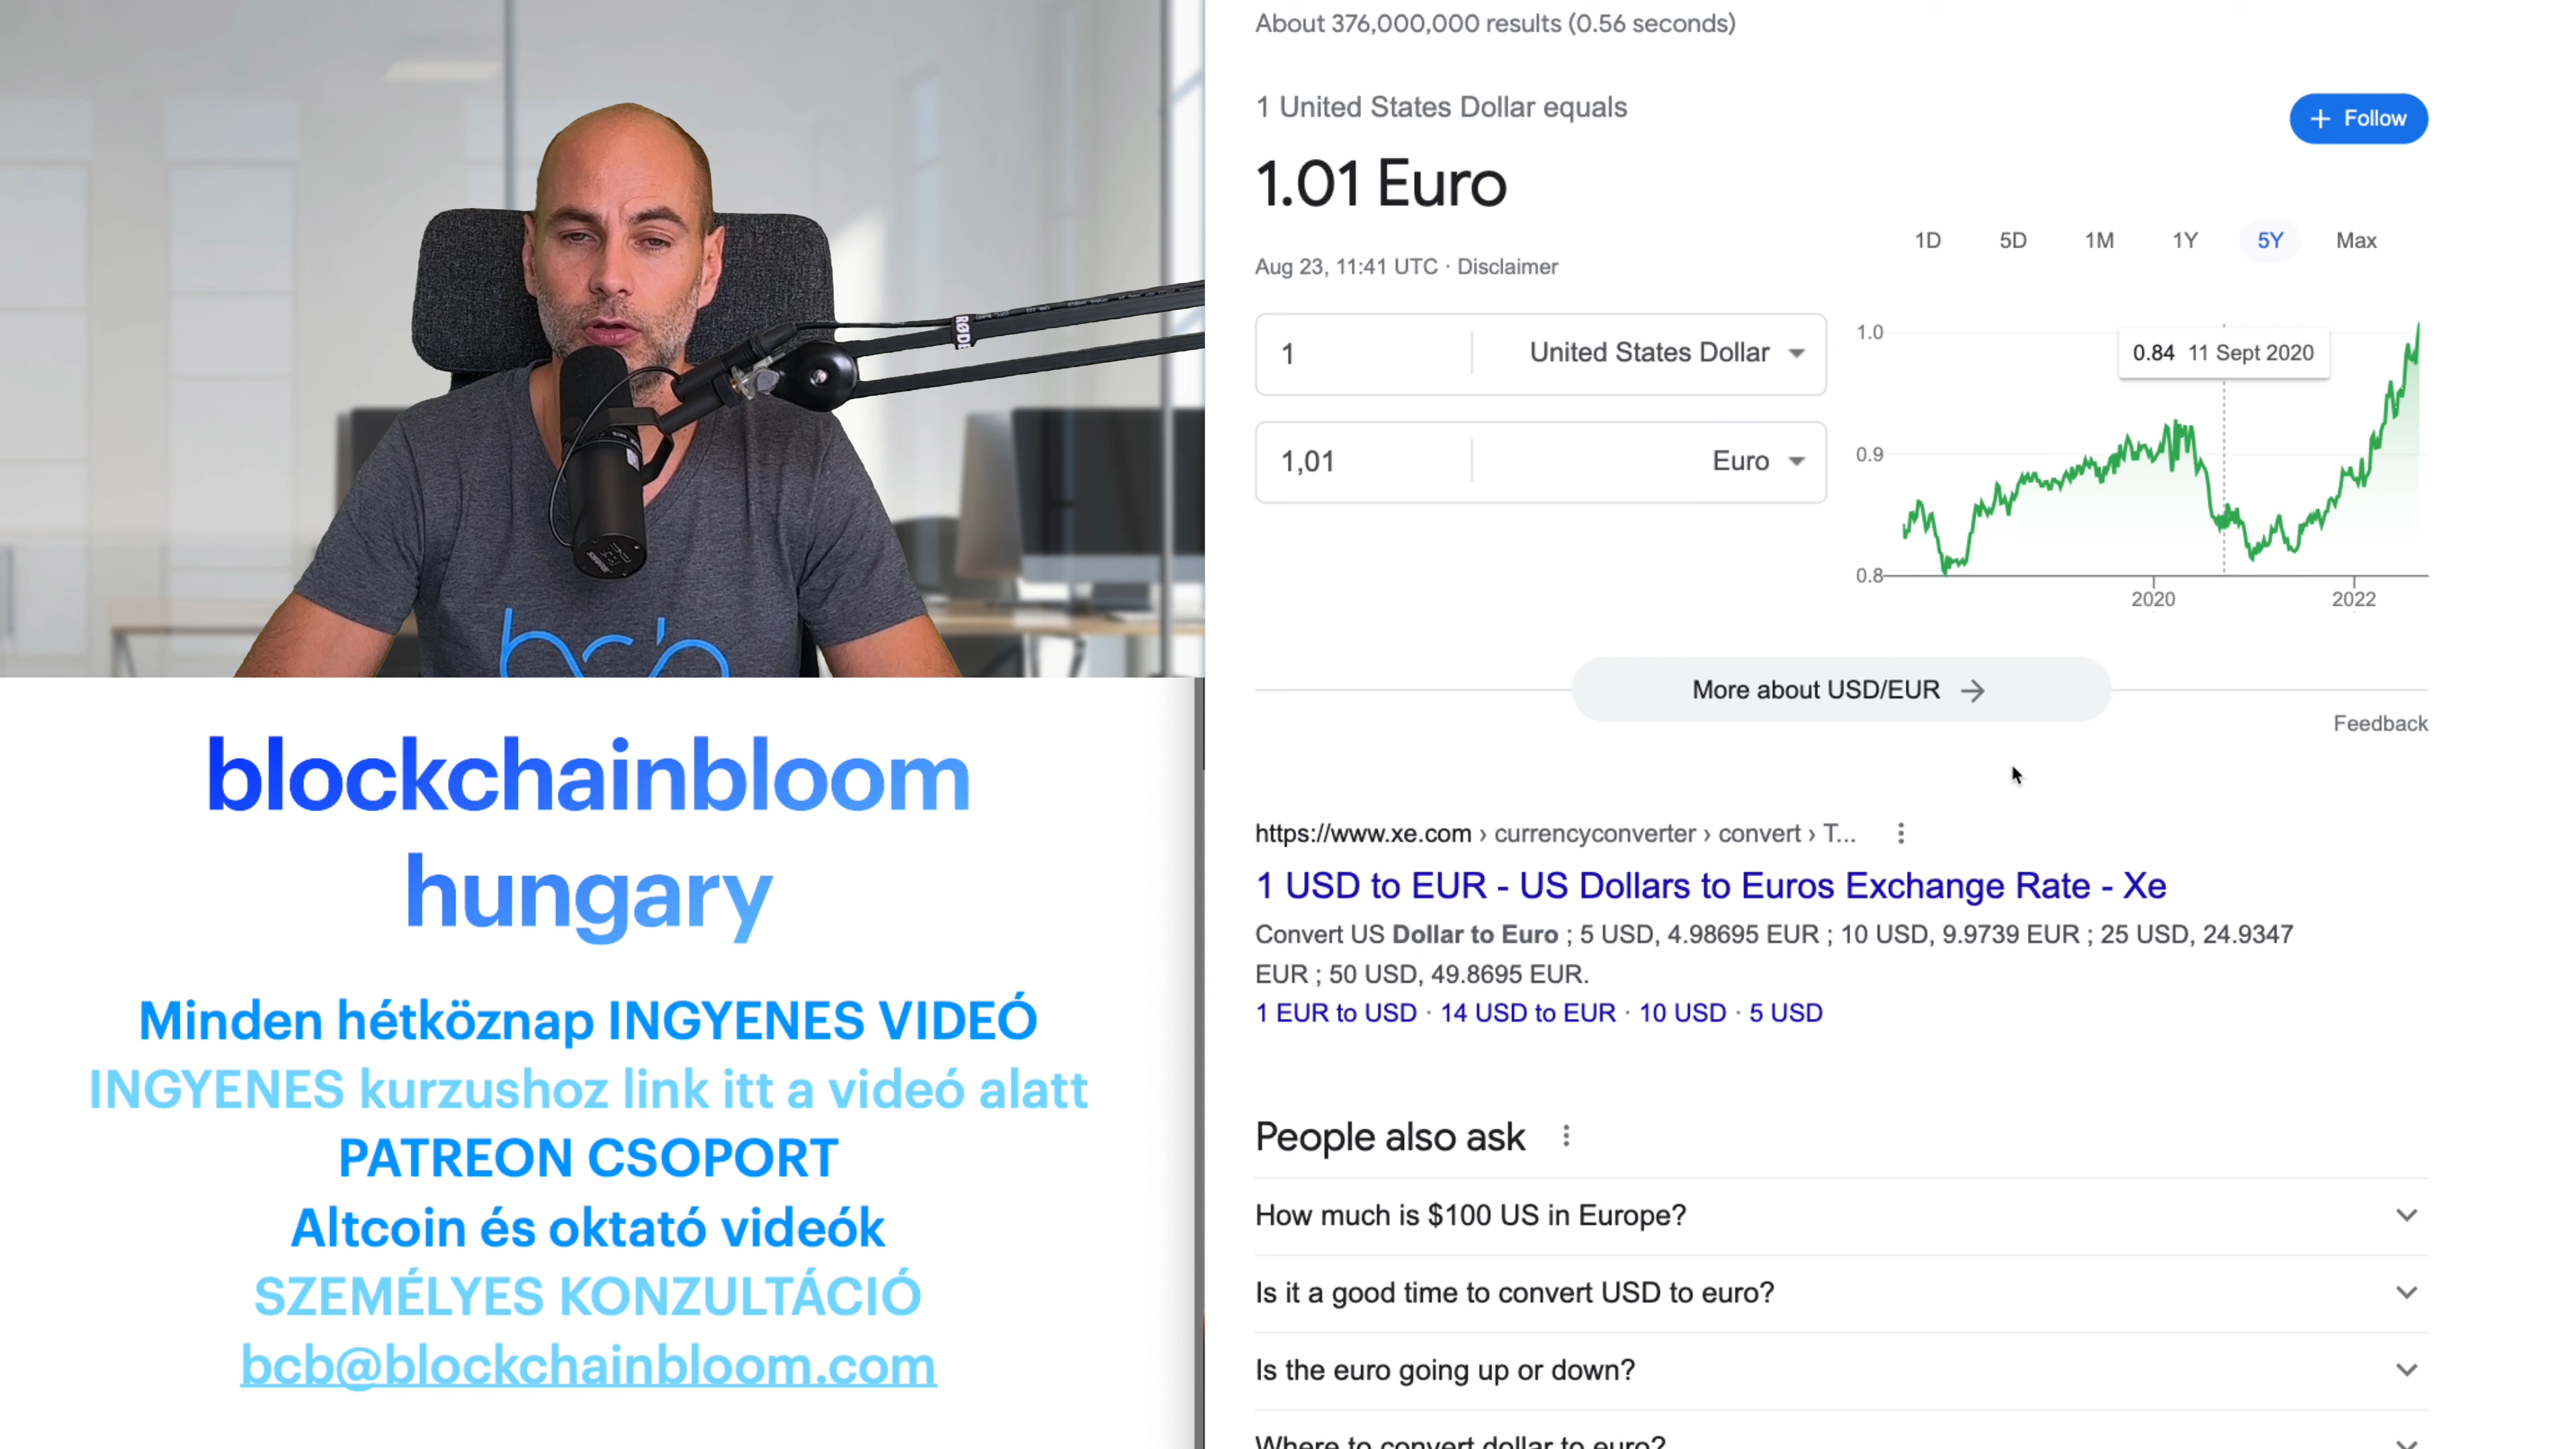 RØDE
bcb
blockchainbloom
hungary
Minden hétköznap INGYENES VIDEÓ
INGYENES kurzushoz link itt a videó alatt
PATREON CSOPORT
Altcoin és oktató videók
SZEMÉLYES KONZULTÁCIÓ
bcb@blockchainbloom.com
About 376,000,000 results (0.56 seconds)
1 United States Dollar equals
+ Follow
1.01 Euro
Aug 23, 11:41 UTC · Disclaimer
1D 5D 1M 1Y 5Y Max
1 United States Dollar
1,01 Euro
1.0
0.84 11 Sept 2020
0.9
0.8
2020 2022
More about USD/EUR →
Feedback
https://www.xe.com › currencyconverter › convert › T...
1 USD to EUR - US Dollars to Euros Exchange Rate - Xe
Convert US Dollar to Euro ; 5 USD, 4.98695 EUR ; 10 USD, 9.9739 EUR ; 25 USD, 24.9347
EUR ; 50 USD, 49.8695 EUR.
1 EUR to USD · 14 USD to EUR · 10 USD · 5 USD
People also ask
How much is $100 US in Europe?
Is it a good time to convert USD to euro?
Is the euro going up or down?
Where to convert dollar to euro?